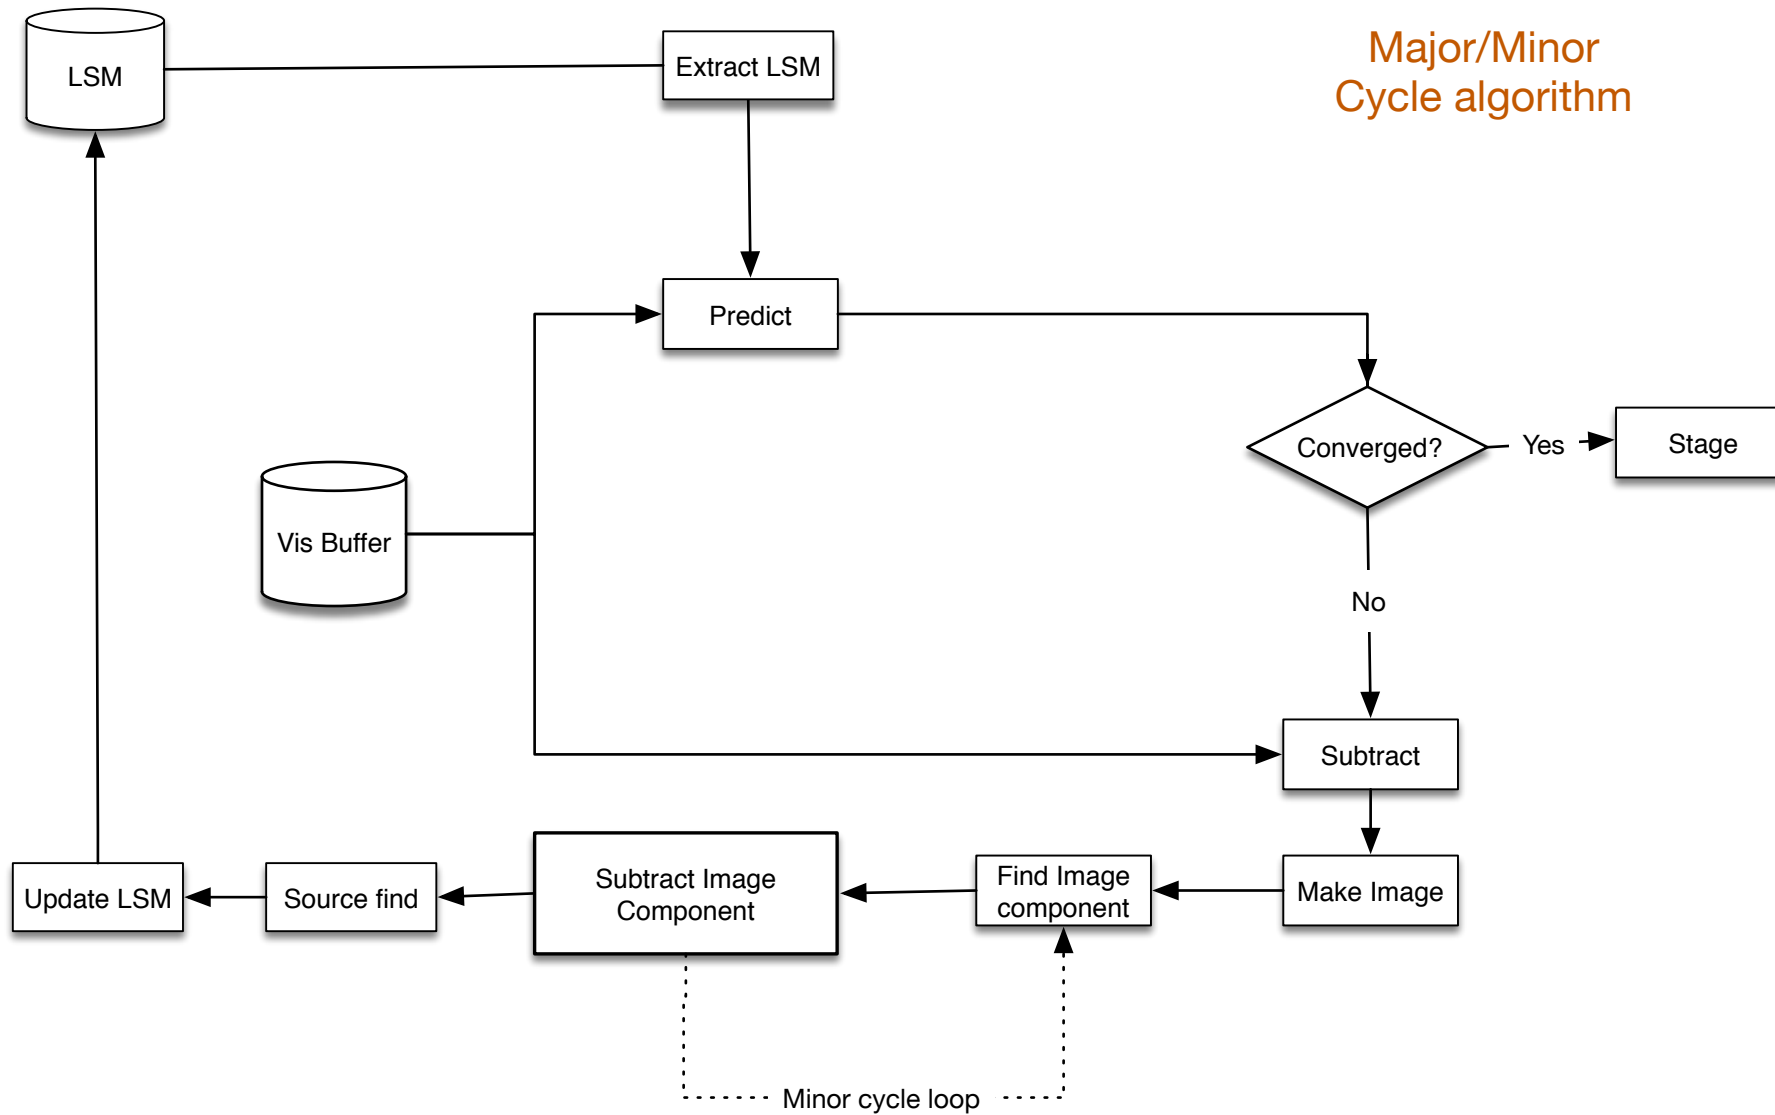 Major/Minor
Cycle algorithm
LSM
Extract LSM
Predict
Converged?
Yes
Stage
Vis Buffer
No
Subtract
Update LSM
Source find
Subtract Image
Component
Find Image
component
Make Image
Minor cycle loop